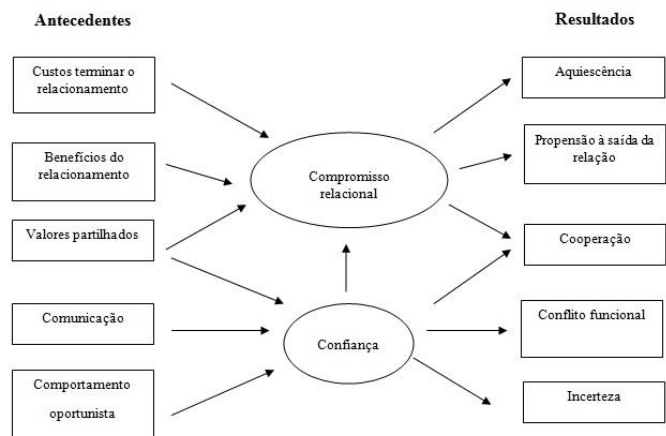 Antecedentes
Resultados
Custos terminar o
relacionamento
Benefícios do
relacionamento
Valores partilhados
Comunicação
Comportamento
oportunista
Compromisso
relacional
Confiança
Aquiescência
Propensão à saída da
relação
Cooperação
Conflito funcional
Incerteza